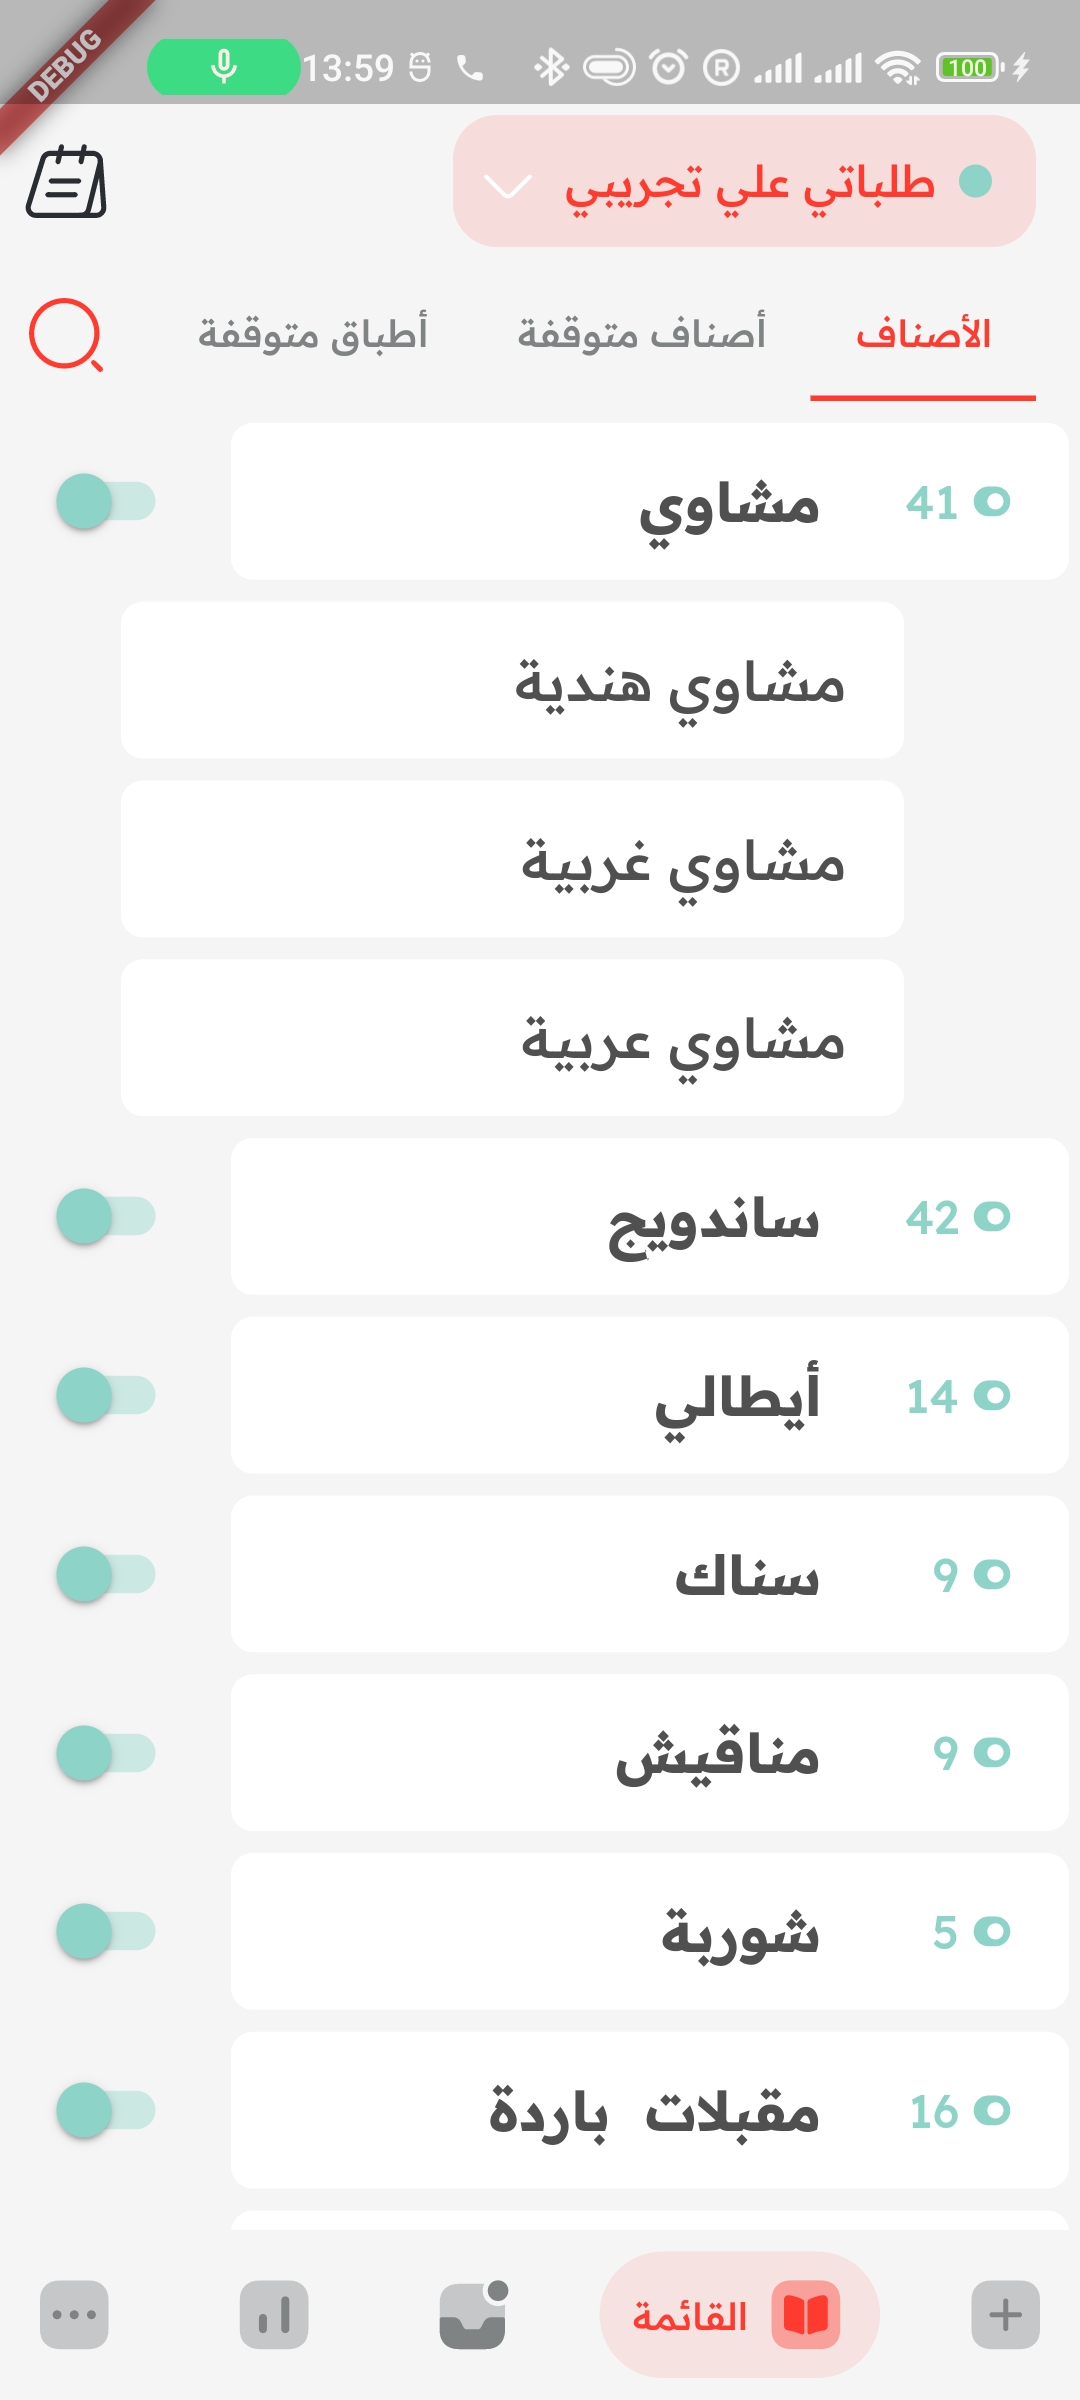 DEBUG
13:59 R 100
طلباتي علي تجريبي
الأصناف أصناف متوقفة أطباق متوقفة
41 مشاوي
مشاوي هندية
مشاوي غربية
مشاوي عربية
42 ساندويج
14 أيطالي
9 سناك
9 مناقيش
5 شوربة
16 مقبلات باردة
القائمة